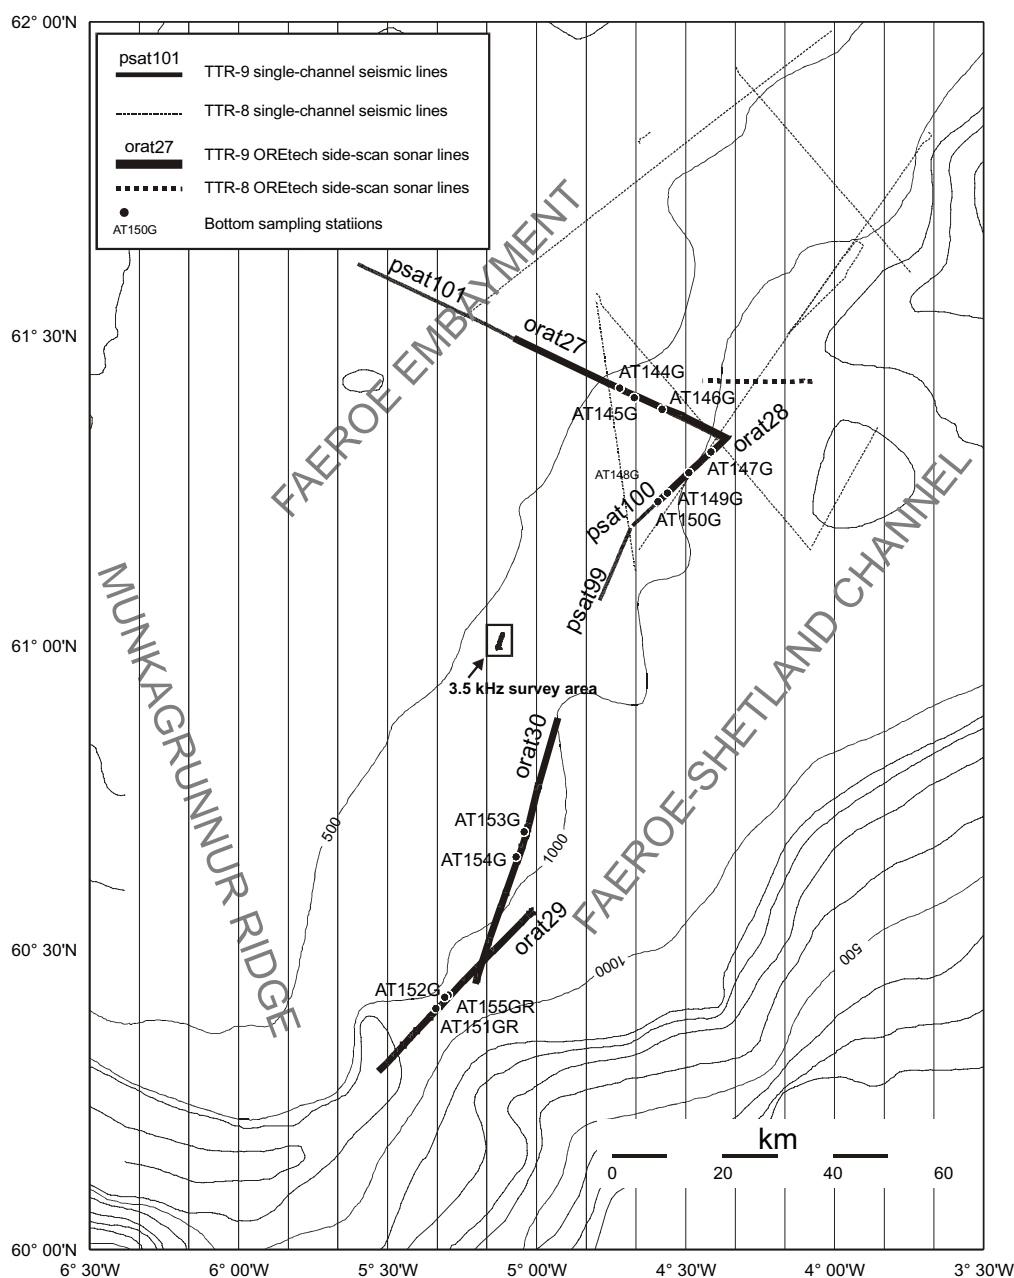 62° 00'N
psat101
TTR-9 single-channel seismic lines
TTR-8 single-channel seismic lines
orat27
TTR-9 OREtech side-scan sonar lines
TTR-8 OREtech side-scan sonar lines
AT150G
Bottom sampling statiions
FAEROE EMBAYMENT
psat101
61° 30'N
orat27
AT144G
AT146G
AT145G
orat28
AT147G
AT148G
psat100
AT149G
AT150G
psat99
FAEROE-SHETLAND CHANNEL
MUNKAGRUNNUR RIDGE
61° 00'N
3.5 kHz survey area
orat30
AT153G
500
1000
AT154G
orat29
60° 30'N
500
1000
AT152G
AT155GR
AT151GR
km
0 20 40 60
60° 00'N
6° 30'W 6° 00'W 5° 30'W 5° 00'W 4° 30'W 4° 00'W 3° 30'W